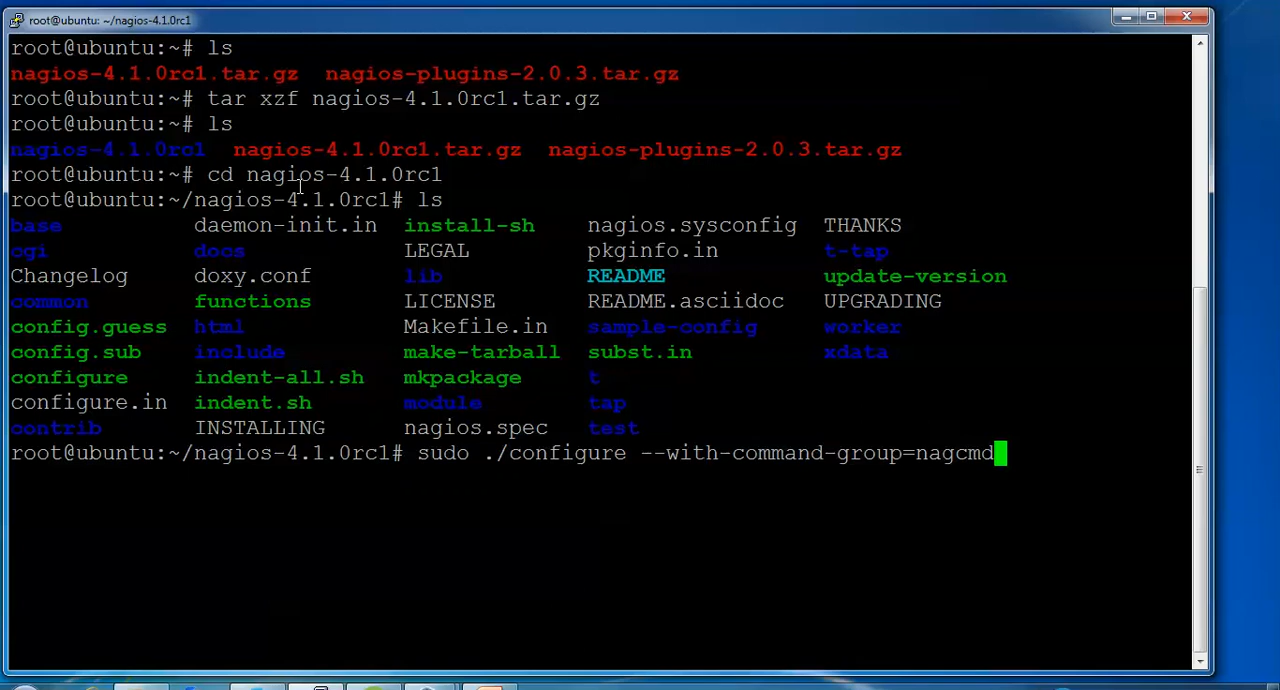 root@ubuntu: ~/nagios-4.1.0rc1
root@ubuntu:~# ls
nagios-4.1.0rc1.tar.gz  nagios-plugins-2.0.3.tar.gz
root@ubuntu:~# tar xzf nagios-4.1.0rc1.tar.gz
root@ubuntu:~# ls
nagios-4.1.0rc1  nagios-4.1.0rc1.tar.gz  nagios-plugins-2.0.3.tar.gz
root@ubuntu:~# cd nagios-4.1.0rc1
root@ubuntu:~/nagios-4.1.0rc1# ls
base          daemon-init.in  install-sh    nagios.sysconfig  THANKS
cgi           docs            LEGAL         pkginfo.in        t-tap
Changelog     doxy.conf       lib           README            update-version
common        functions       LICENSE       README.asciidoc   UPGRADING
config.guess  html            Makefile.in   sample-config     worker
config.sub    include         make-tarball  subst.in          xdata
configure     indent-all.sh   mkpackage     t
configure.in  indent.sh       module        tap
contrib       INSTALLING      nagios.spec   test
root@ubuntu:~/nagios-4.1.0rc1# sudo ./configure --with-command-group=nagcmd